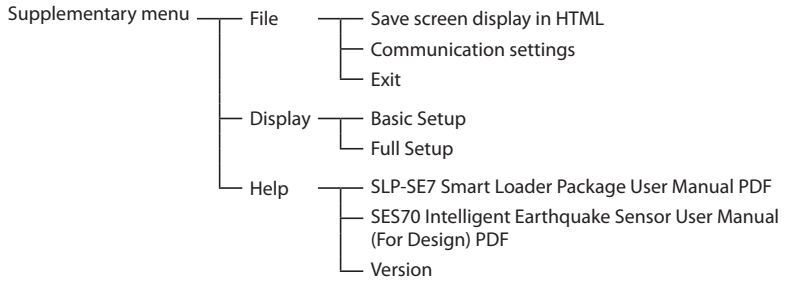 Supplementary menu
File
Save screen display in HTML
Communication settings
Exit
Display
Basic Setup
Full Setup
Help
SLP-SE7 Smart Loader Package User Manual PDF
SES70 Intelligent Earthquake Sensor User Manual
(For Design) PDF
Version